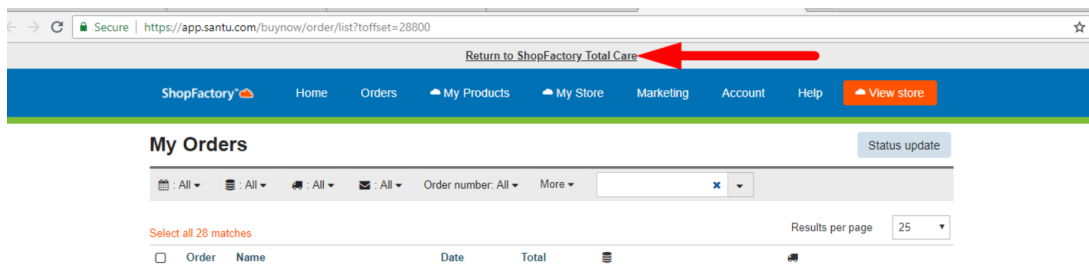 Secure | https://app.santu.com/buynow/order/list?toffset=28800
Return to ShopFactory Total Care
ShopFactory™ Home Orders My Products My Store Marketing Account Help View store
My Orders Status update
: All : All : All : All Order number: All More x
Select all 28 matches Results per page 25
Order Name Date Total